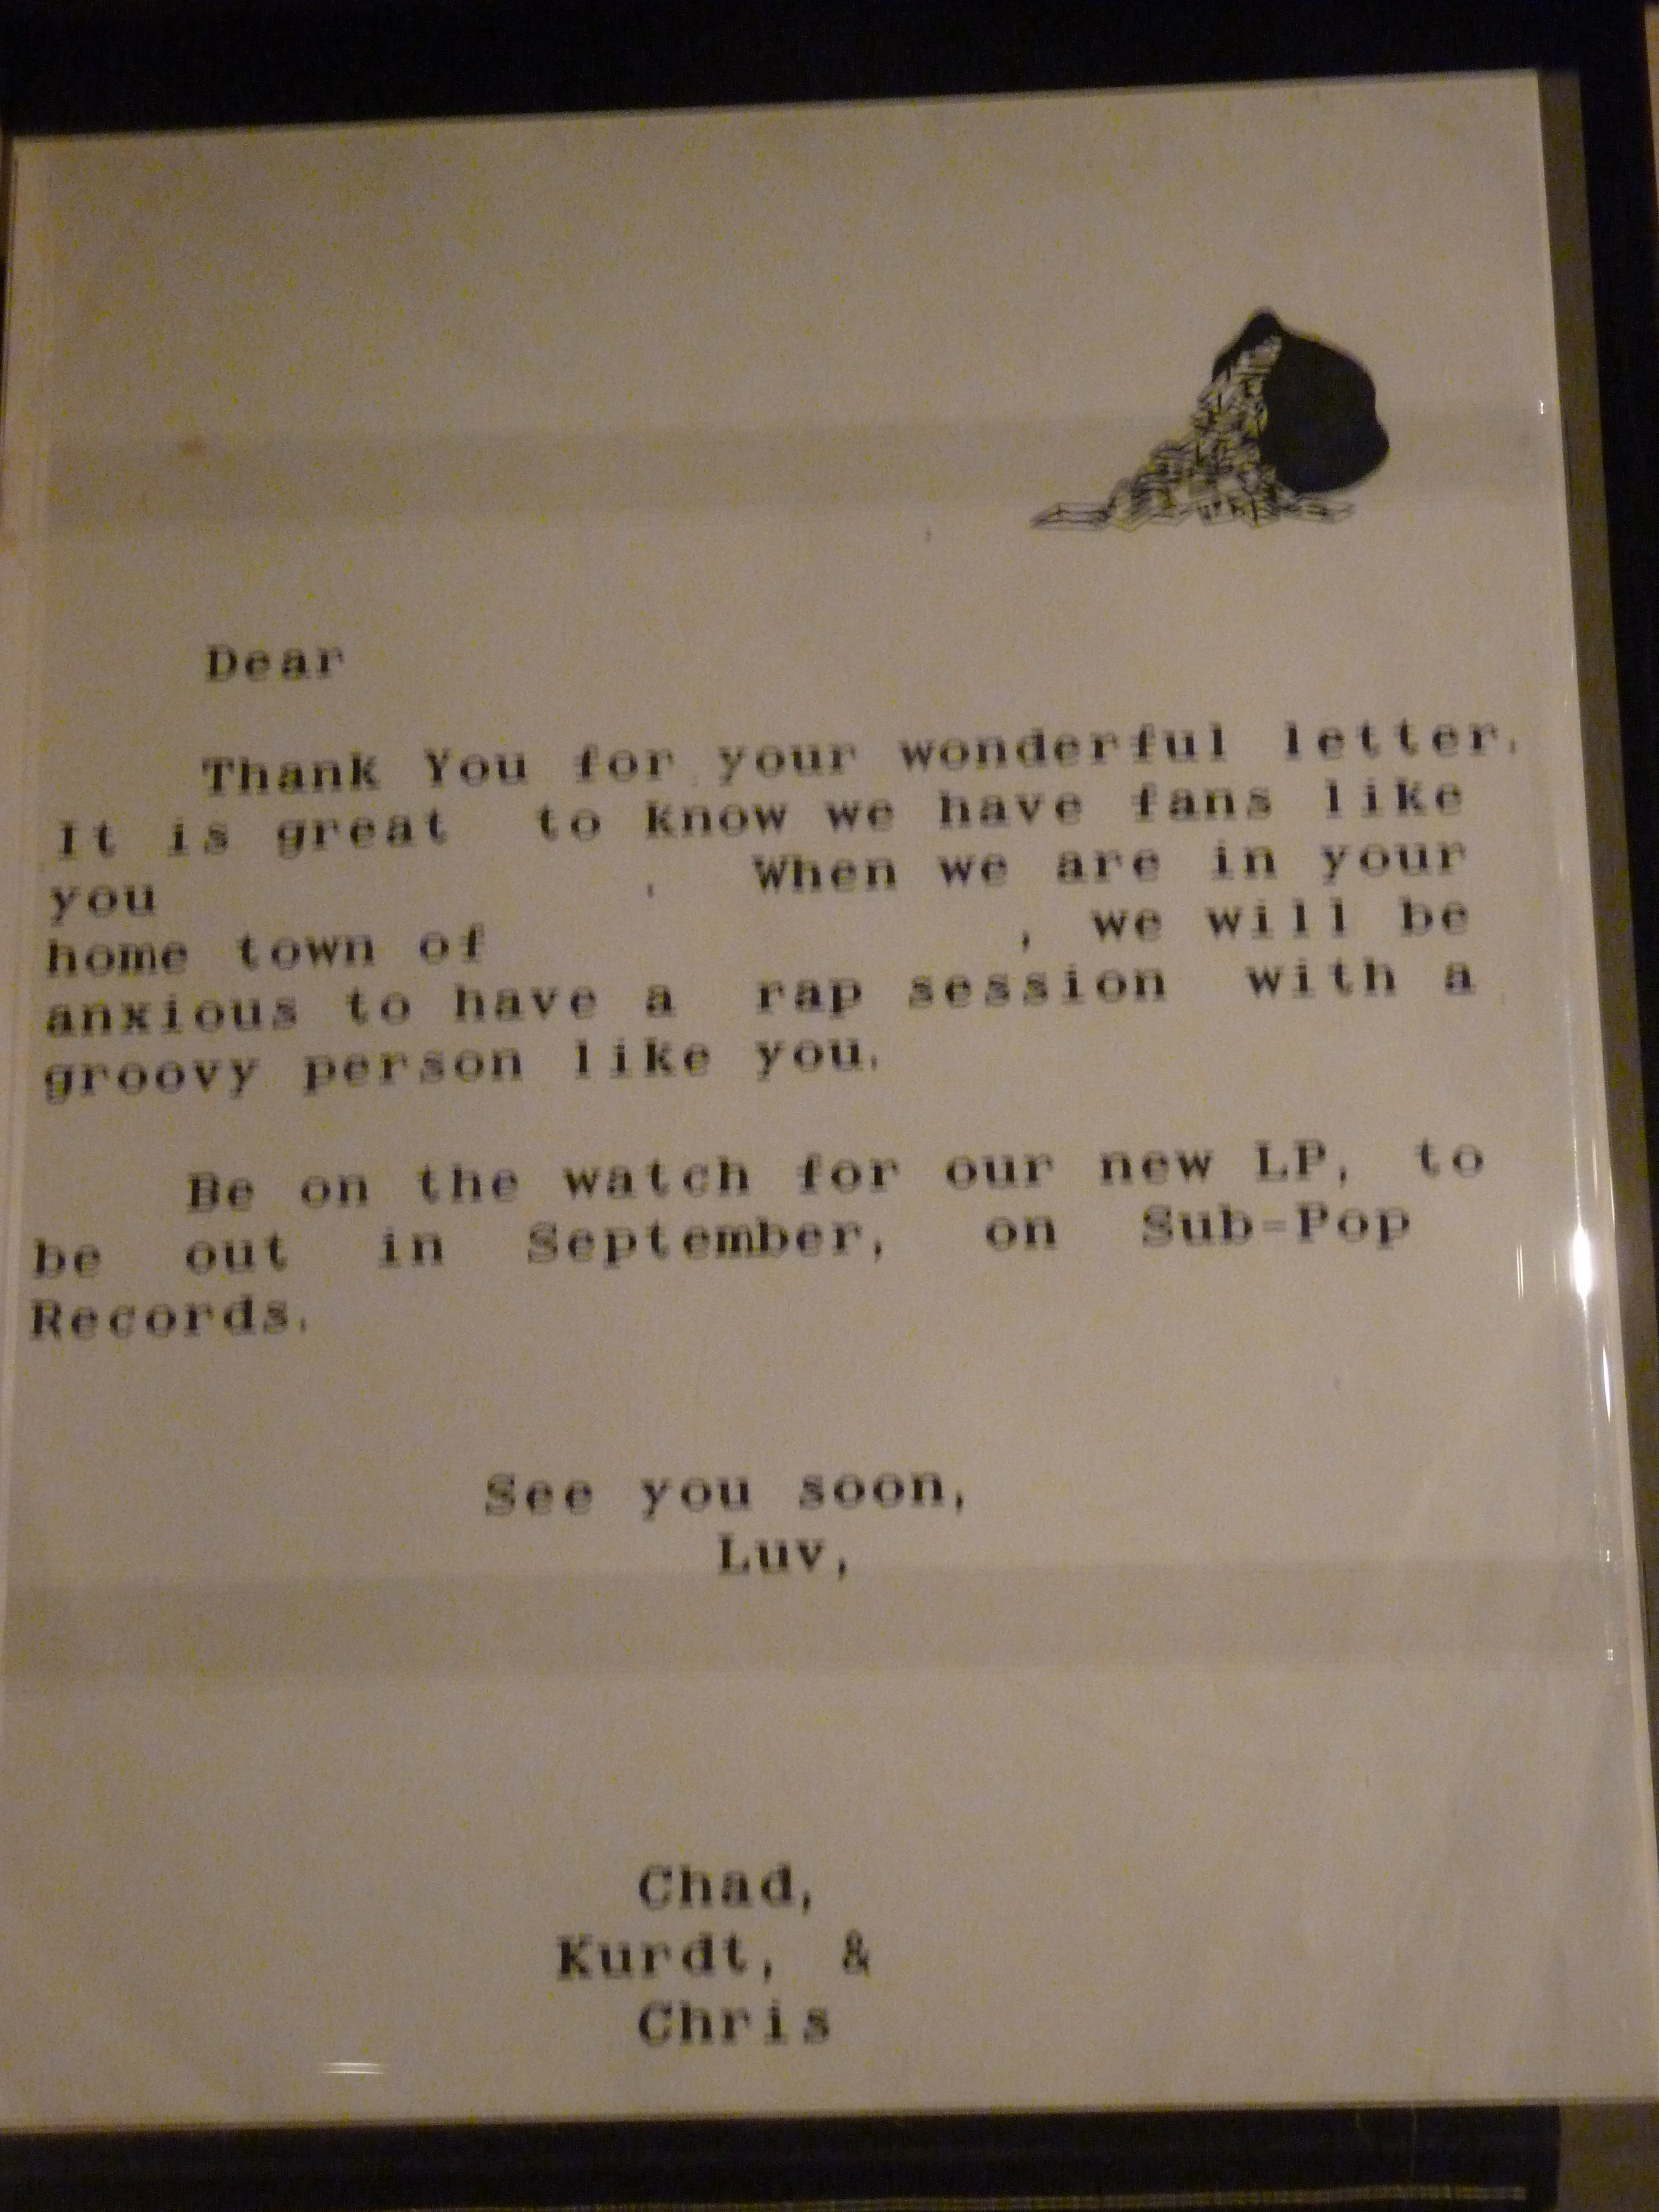 Dear
Thank You for your wonderful letter.
It is great to know we have fans like
you . When we are in your
home town of , we will be
anxious to have a rap session with a
groovy person like you.
Be on the watch for our new LP, to
be out in September, on Sub-Pop
Records.
See you soon,
Luv,
Chad,
Kurdt, &
Chris